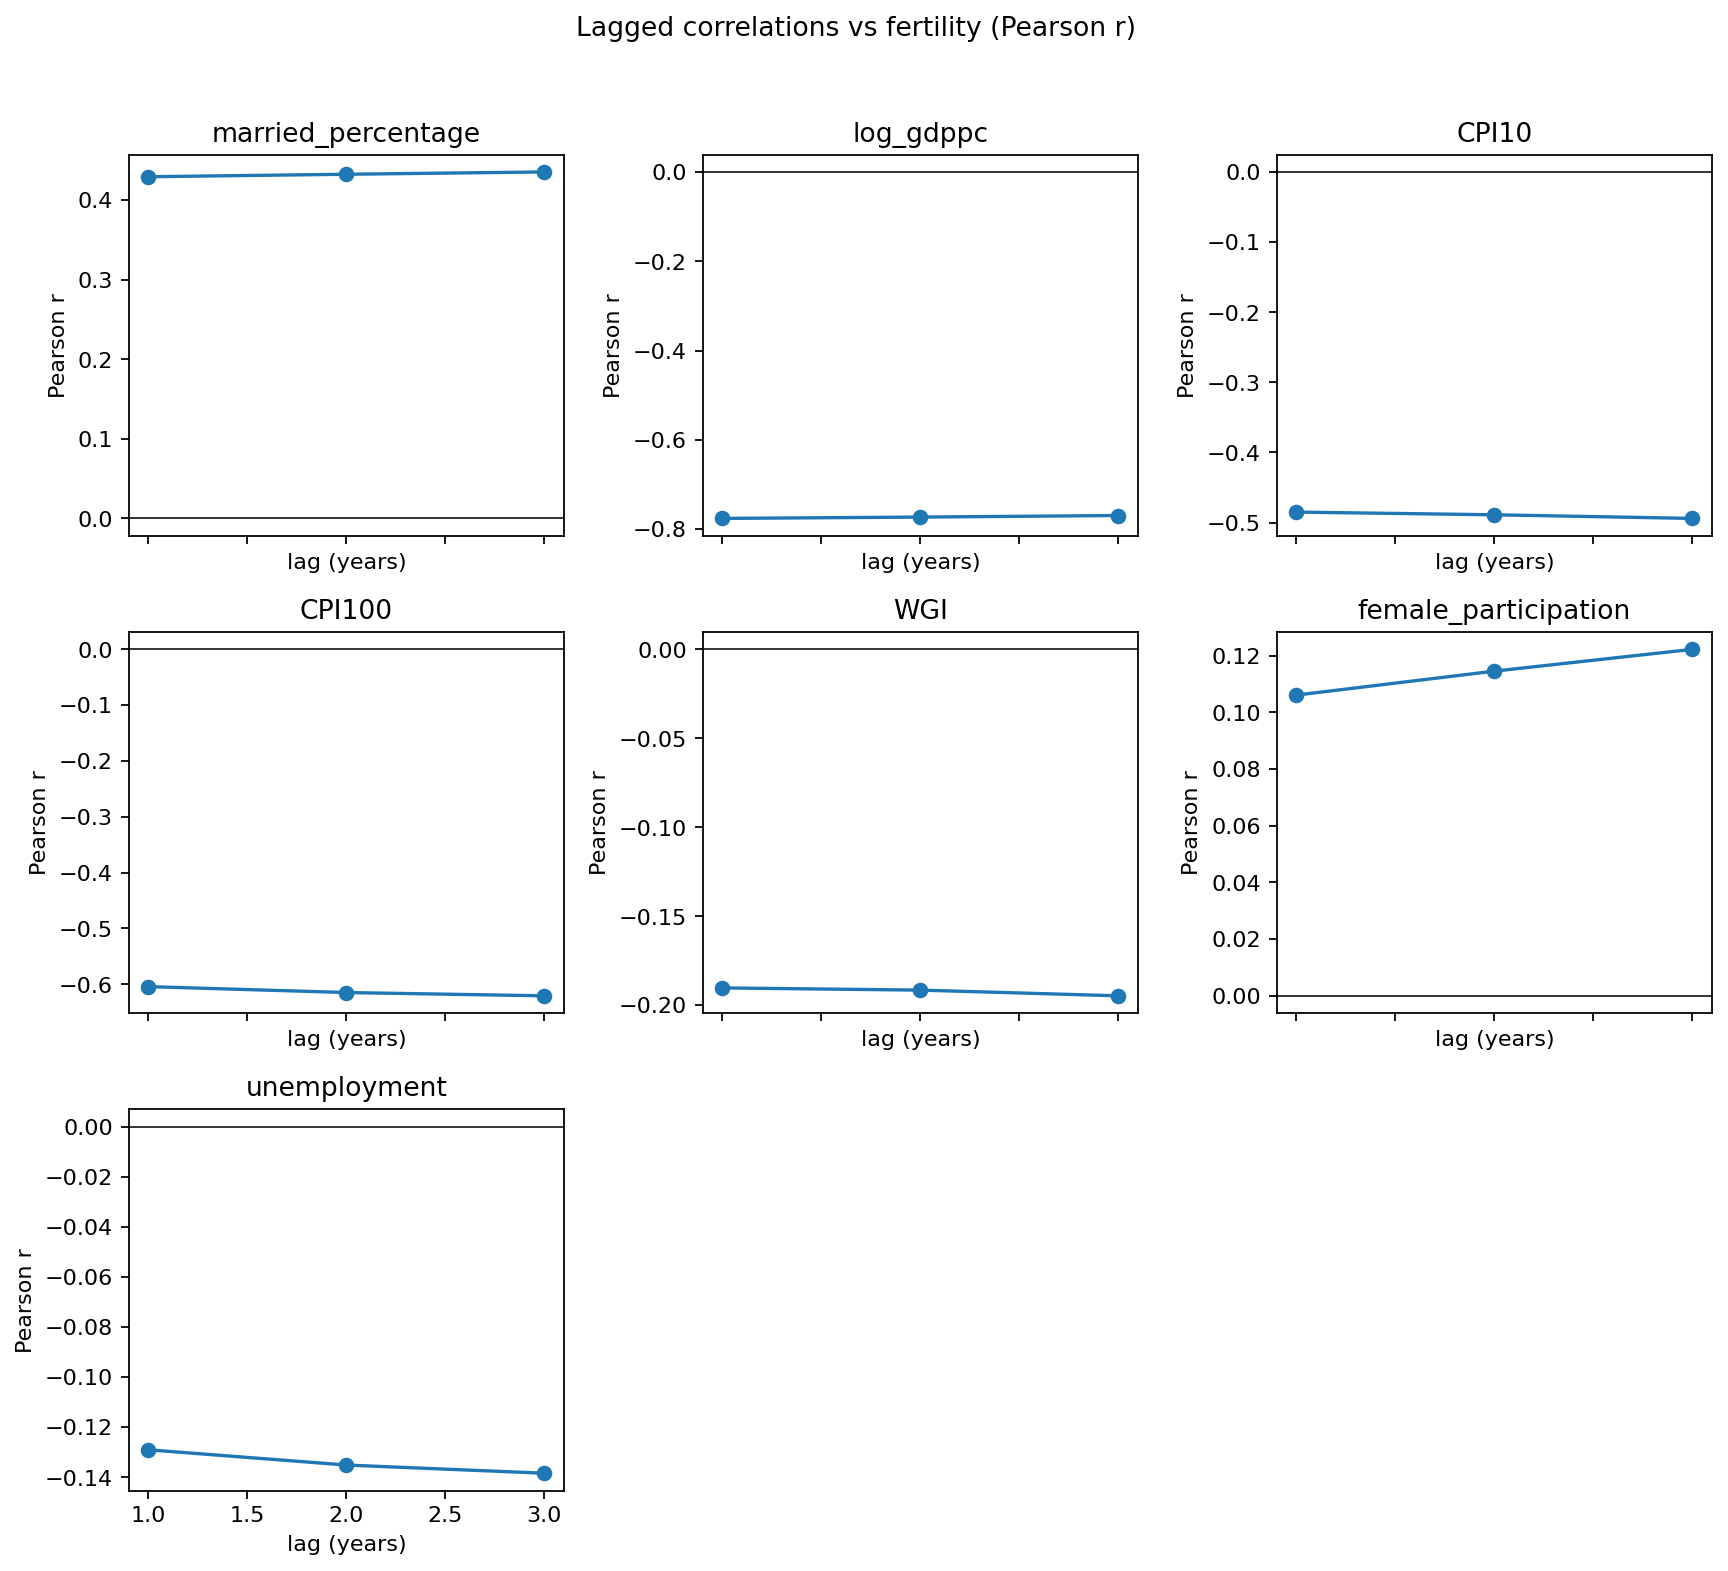 Lagged correlations vs fertility (Pearson r)
married_percentage
Pearson r
0.4
0.3
0.2
0.1
0.0
lag (years)
log_gdppc
Pearson r
0.0
−0.2
−0.4
−0.6
−0.8
lag (years)
CPI10
Pearson r
0.0
−0.1
−0.2
−0.3
−0.4
−0.5
lag (years)
CPI100
Pearson r
0.0
−0.1
−0.2
−0.3
−0.4
−0.5
−0.6
lag (years)
WGI
Pearson r
0.00
−0.05
−0.10
−0.15
−0.20
lag (years)
female_participation
Pearson r
0.12
0.10
0.08
0.06
0.04
0.02
0.00
lag (years)
unemployment
Pearson r
0.00
−0.02
−0.04
−0.06
−0.08
−0.10
−0.12
−0.14
1.0 1.5 2.0 2.5 3.0
lag (years)